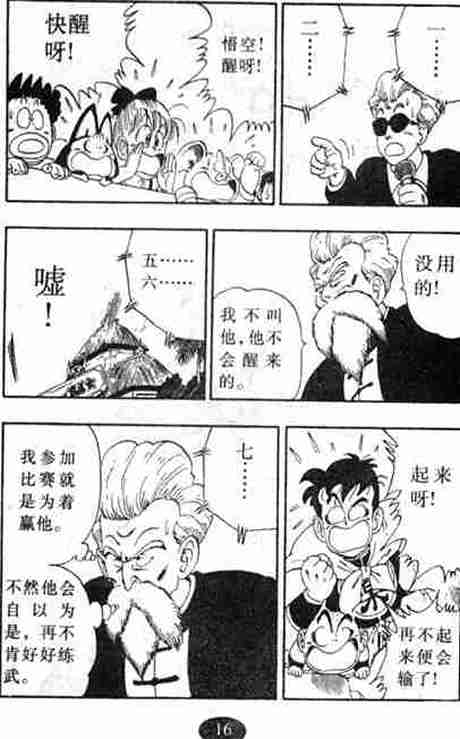 一……
二……
悟空!
醒呀!
快醒
呀!
没用
的!
我不叫
他,他不
会醒来
的。
五……
六……
嘘!
起来
呀!
再不起
来便会
输了!
七……
我参加
比赛就
是为着
赢他。
不然他会
自以为
是,再不
肯好好练
武。
16